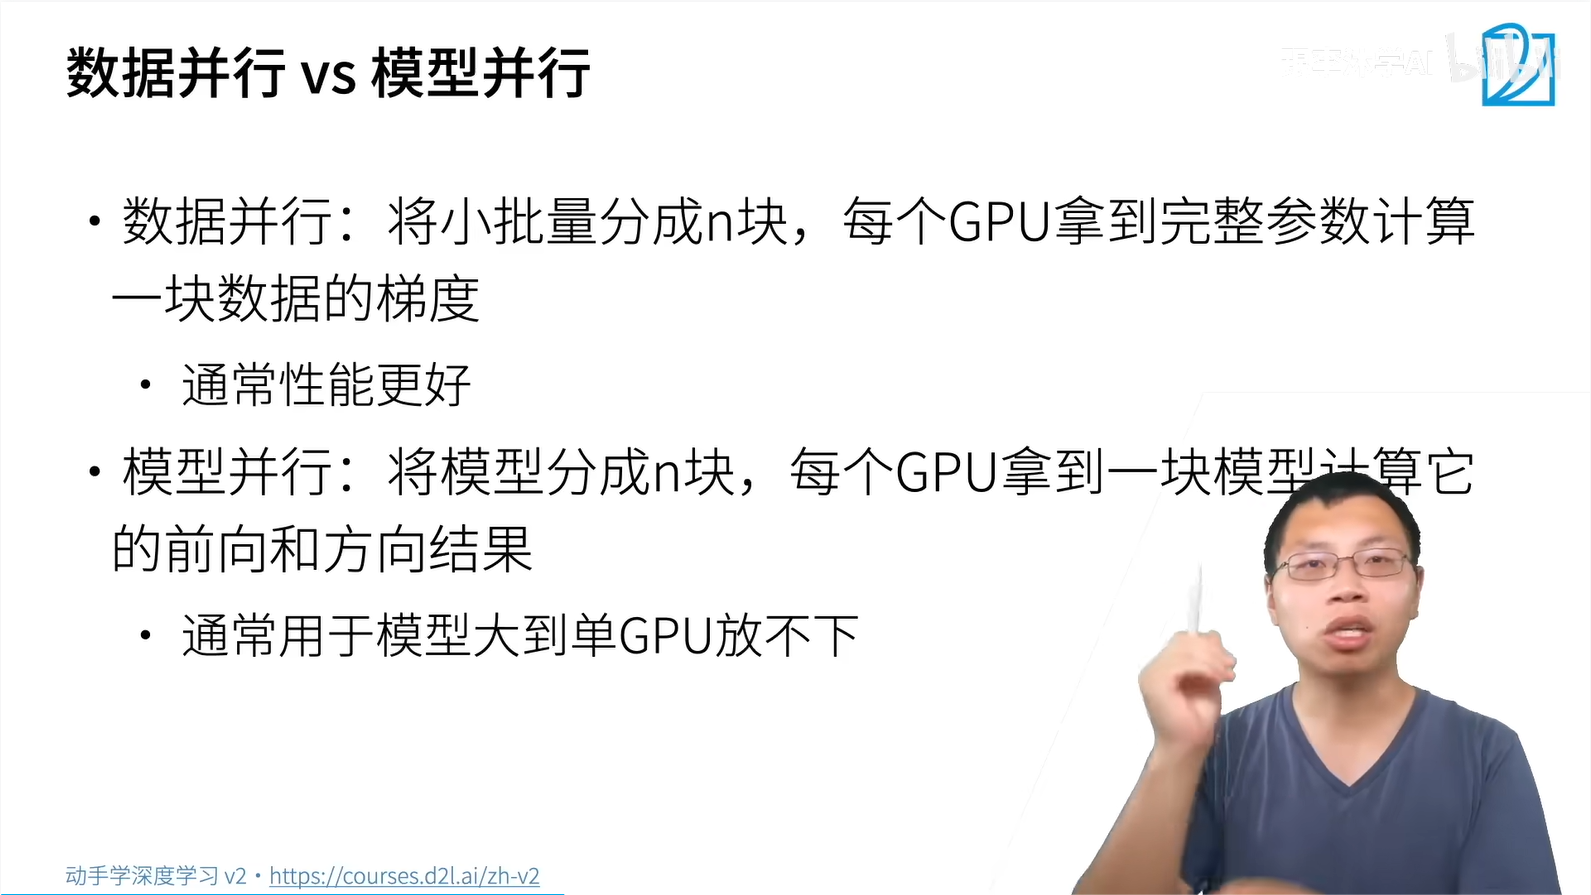 数据并行 vs 模型并行
bilibili
• 数据并行：将小批量分成n块，每个GPU拿到完整参数计算
一块数据的梯度
• 通常性能更好
• 模型并行：将模型分成n块，每个GPU拿到一块模型计算它
的前向和方向结果
• 通常用于模型大到单GPU放不下
动手学深度学习 v2 • https://courses.d2l.ai/zh-v2